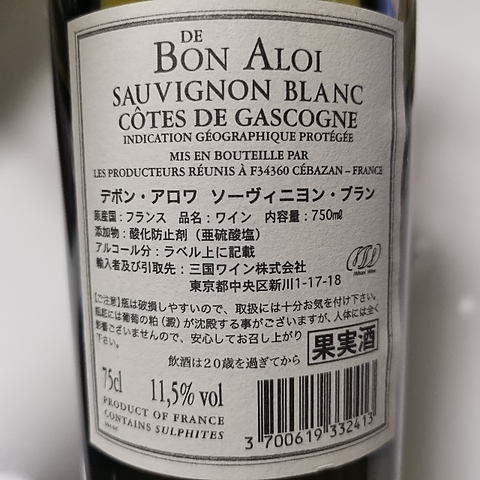 DE
BON ALOI
SAUVIGNON BLANC
CÔTES DE GASCOGNE
INDICATION GÉOGRAPHIQUE PROTÉGÉE
MIS EN BOUTEILLE PAR
LES PRODUCTEURS RÉUNIS À F34360 CÉBAZAN – FRANCE
デボン・アロワ ソーヴィニヨン・ブラン
原産国：フランス 品名：ワイン 内容量：750㎖
添加物：酸化防止剤（亜硫酸塩）
アルコール分：ラベル上に記載
輸入者及び引取先：三国ワイン株式会社
東京都中央区新川1-17-18
【ご注意】瓶は破損しやすいので、取扱には十分お気を付け下さい。
瓶底には葡萄の粕（澱）が沈殿する事がございますが、人体には全く
影響ございませんので、安心してお召し上がり
飲酒は20歳を過ぎてから
果実酒
75cl 11,5% vol
PRODUCT OF FRANCE
CONTAINS SULPHITES
3 700619 332413